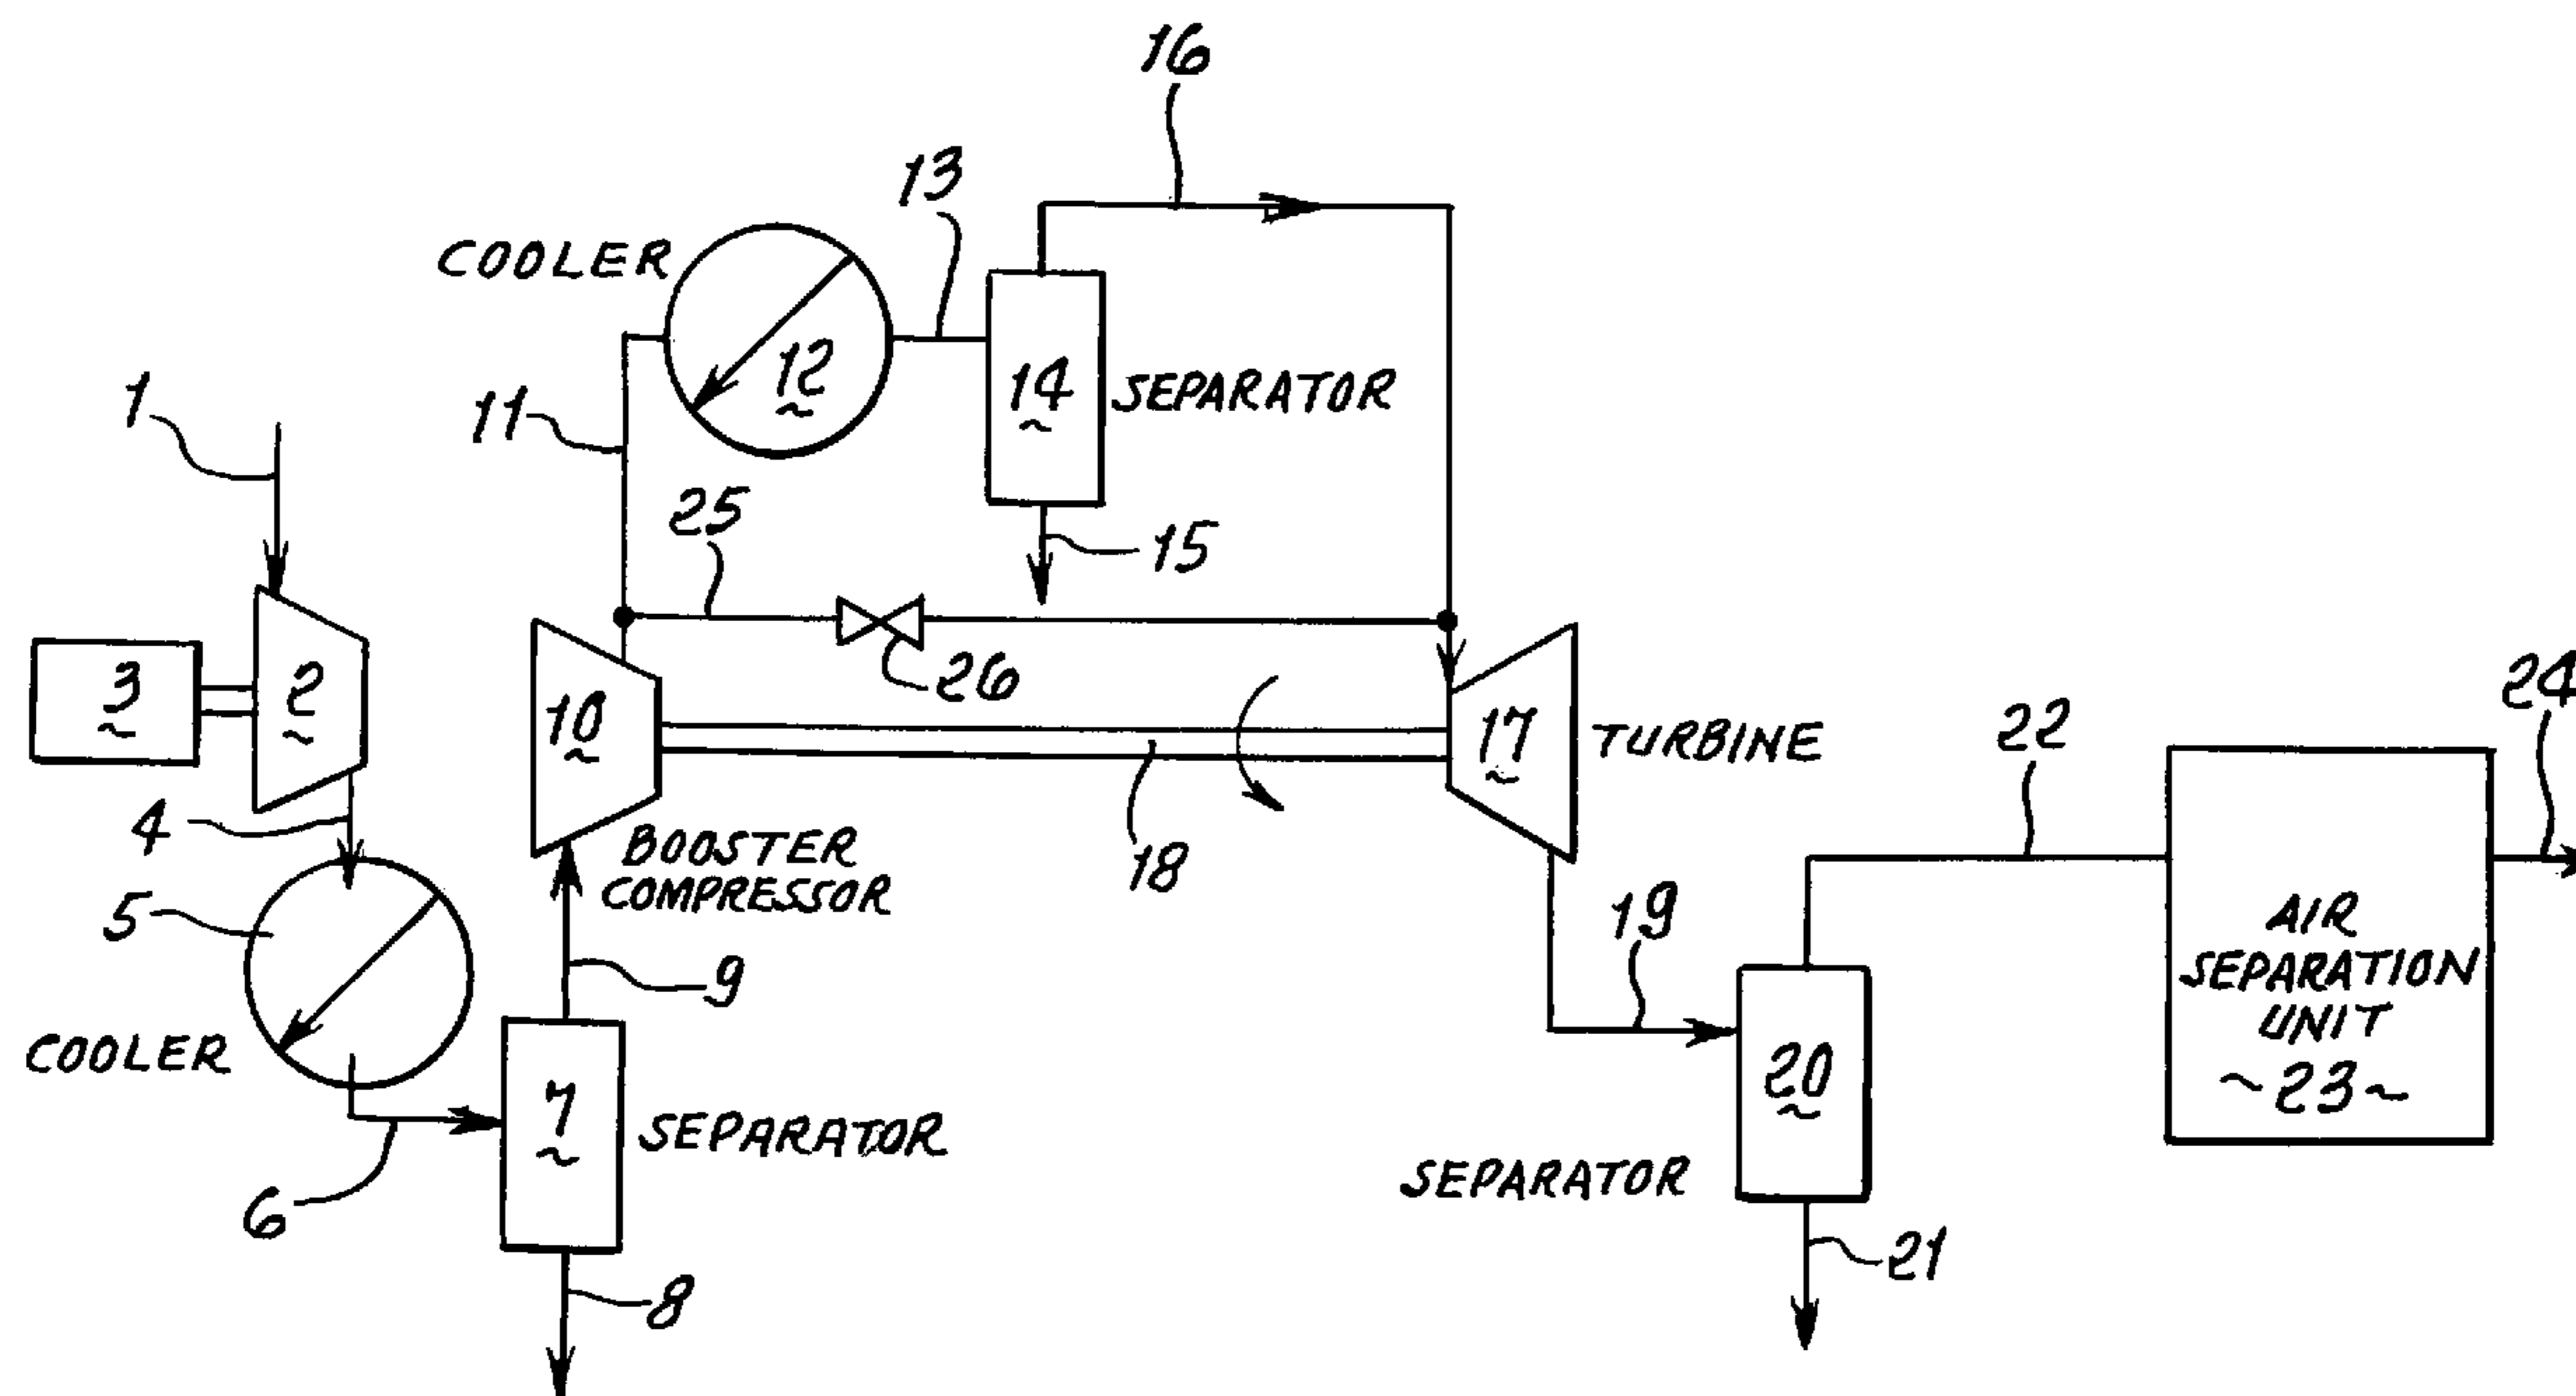 16
13
COOLER
12
14
SEPARATOR
1
11
25
15
26
3
2
10
17
TURBINE
24
22
4
BOOSTER
COMPRESSOR
18
5
9
19
AIR
SEPARATION
UNIT
~23~
COOLER
7
SEPARATOR
20
SEPARATOR
6
8
21